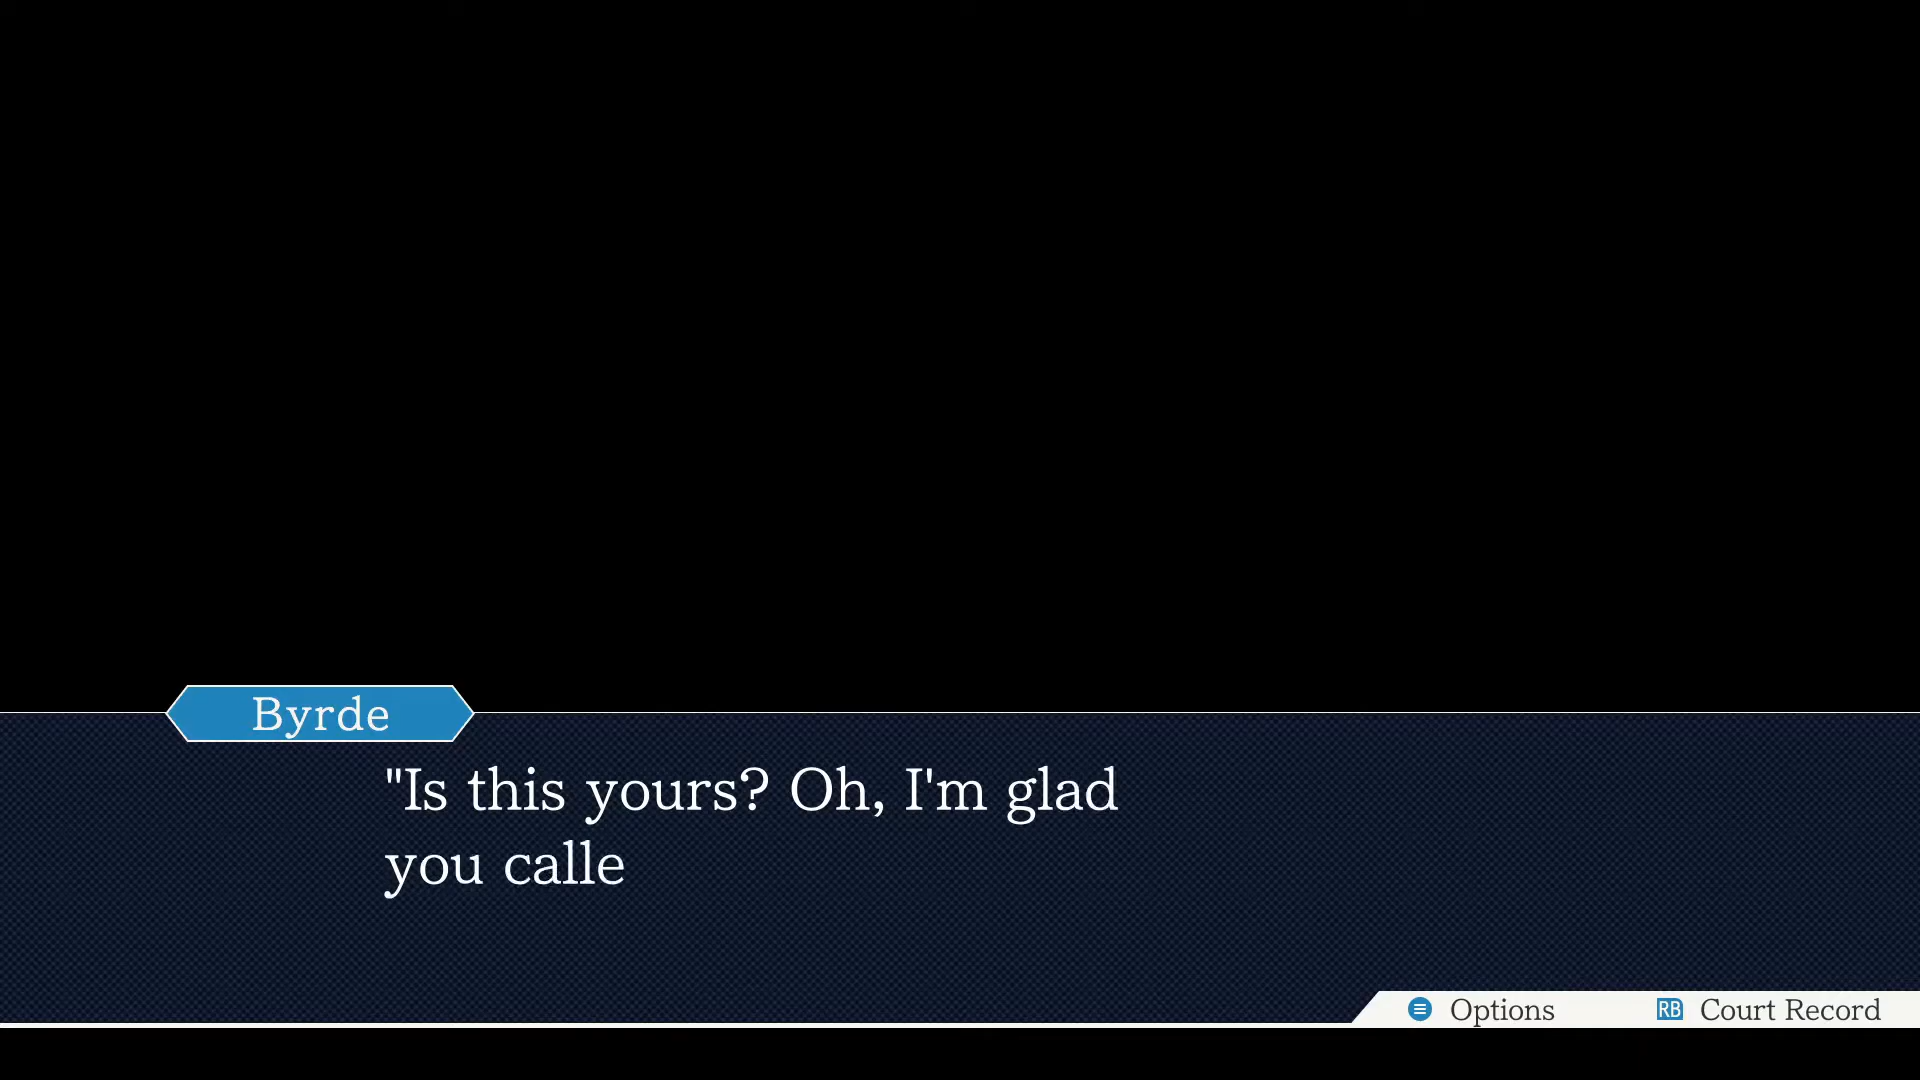 Byrde
"Is this yours? Oh, I'm glad
you calle
Options
RB Court Record